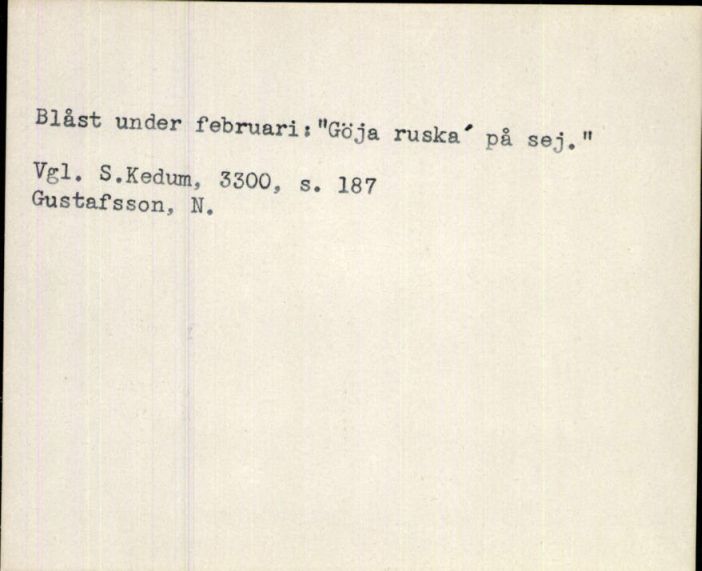 Blåst under februari: "Göja ruska´ på sej."
Vgl. S.Kedum, 3300, s. 187
Gustafsson, N.